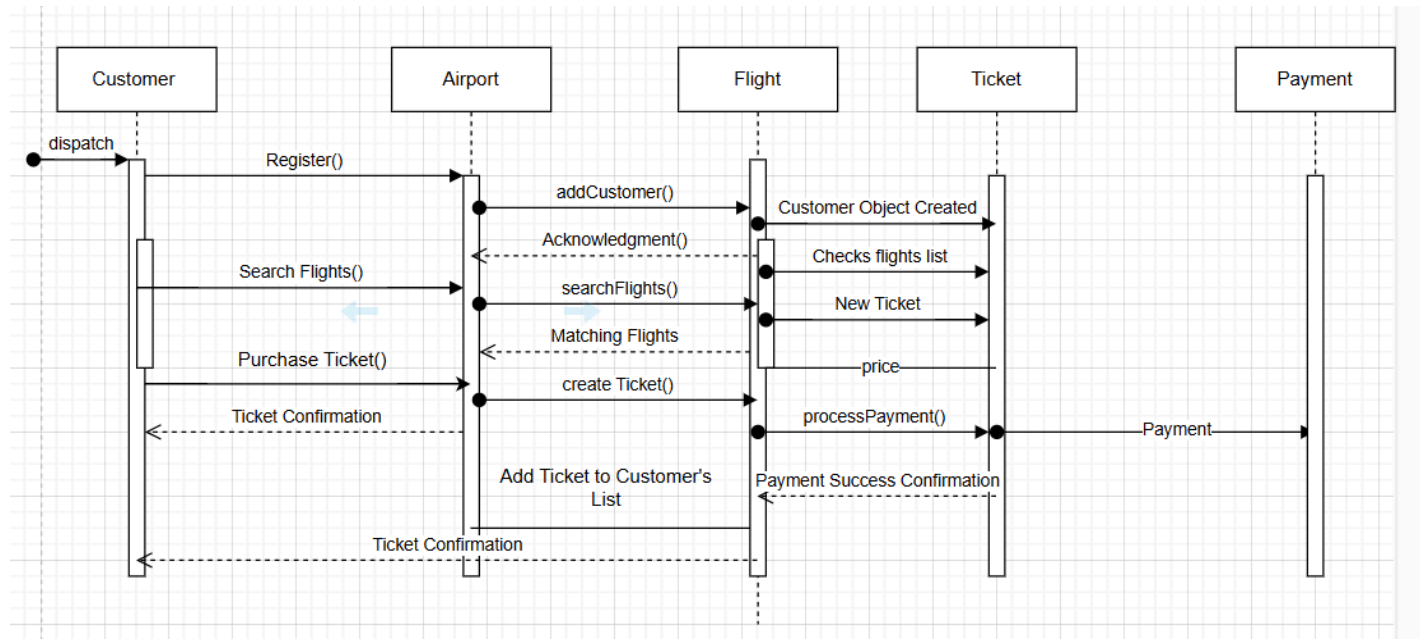 Customer
Airport
Flight
Ticket
Payment
dispatch
Register()
addCustomer()
Customer Object Created
Acknowledgment()
Checks flights list
Search Flights()
searchFlights()
New Ticket
Matching Flights
Purchase Ticket()
price
create Ticket()
Ticket Confirmation
processPayment()
Payment
Add Ticket to Customer's
List
Payment Success Confirmation
Ticket Confirmation